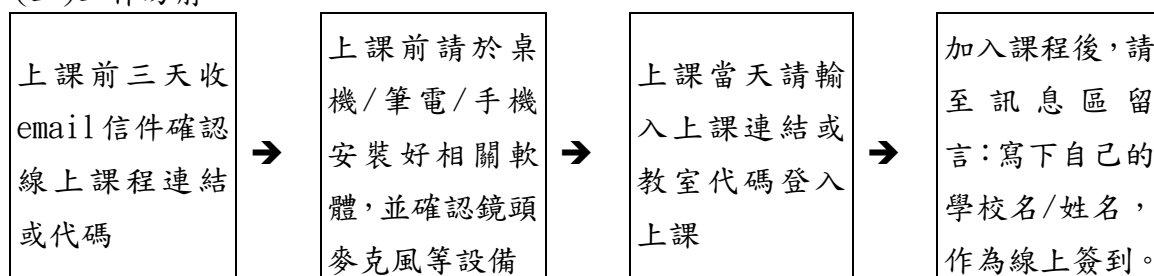 上課前三天收
email信件確認
線上課程連結
或代碼
➔
上課前請於桌
機/筆電/手機
安裝好相關軟
體,並確認鏡頭
麥克風等設備
➔
上課當天請輸
入上課連結或
教室代碼登入
上課
➔
加入課程後,請
至訊息區留
言:寫下自己的
學校名/姓名,
作為線上簽到。